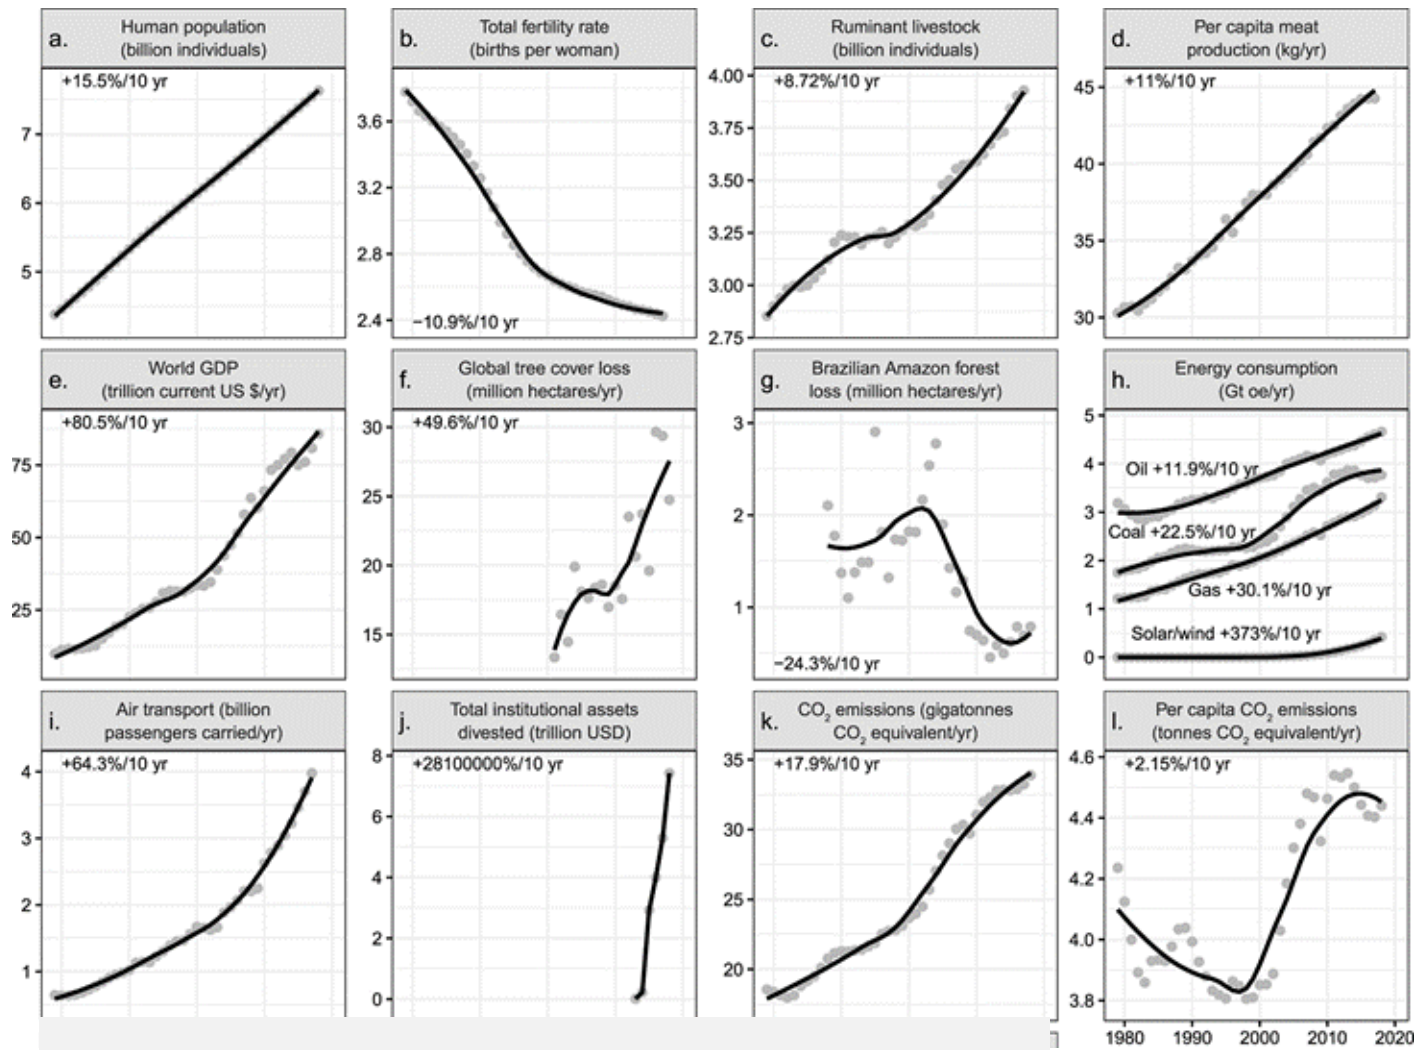 a.
Human population
(billion individuals)
+15.5%/10 yr
7
6
5
b.
Total fertility rate
(births per woman)
3.6
3.2
2.8
2.4
−10.9%/10 yr
c.
Ruminant livestock
(billion individuals)
4.00
+8.72%/10 yr
3.75
3.50
3.25
3.00
2.75
d.
Per capita meat
production (kg/yr)
+11%/10 yr
45
40
35
30
e.
World GDP
(trillion current US $/yr)
+80.5%/10 yr
75
50
25
f.
Global tree cover loss
(million hectares/yr)
30
+49.6%/10 yr
25
20
15
g.
Brazilian Amazon forest
loss (million hectares/yr)
3
2
1
−24.3%/10 yr
h.
Energy consumption
(Gt oe/yr)
5
4
Oil +11.9%/10 yr
3
Coal +22.5%/10 yr
2
Gas +30.1%/10 yr
1
Solar/wind +373%/10 yr
0
i.
Air transport (billion
passengers carried/yr)
+64.3%/10 yr
4
3
2
1
j.
Total institutional assets
divested (trillion USD)
8
+28100000%/10 yr
6
4
2
0
k.
CO2 emissions (gigatonnes
CO2 equivalent/yr)
35
+17.9%/10 yr
30
25
20
l.
Per capita CO2 emissions
(tonnes CO2 equivalent/yr)
4.6
+2.15%/10 yr
4.4
4.2
4.0
3.8
1980 1990 2000 2010 2020